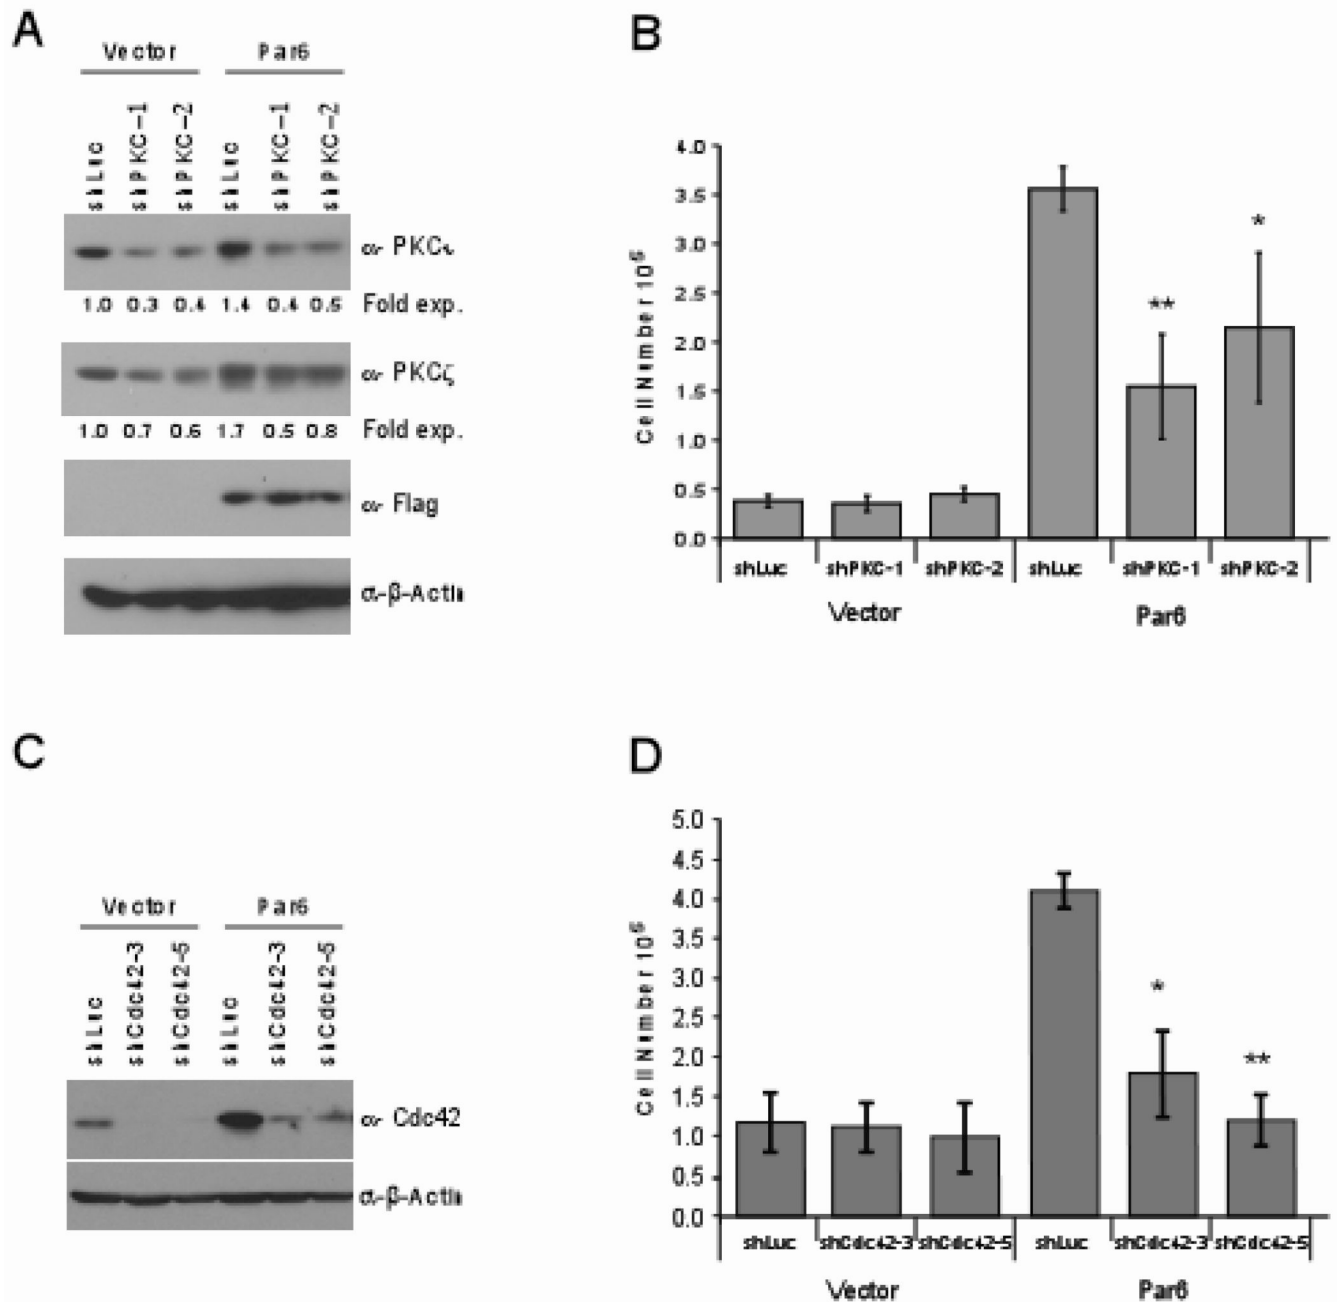 A
Vector Par6
shLuc shPKC-1 shPKC-2 shLuc shPKC-1 shPKC-2
α- PKCι
1.0 0.3 0.4 1.4 0.4 0.5 Fold exp.
α- PKCζ
1.0 0.7 0.6 1.7 0.5 0.8 Fold exp.
α- Flag
α-β-Actin
B
Cell Number 10⁵
4.0
3.5
3.0
2.5
2.0
1.5
1.0
0.5
0.0
*
**
shLuc shPKC-1 shPKC-2 shLuc shPKC-1 shPKC-2
Vector Par6
C
Vector Par6
shLuc shCdc42-3 shCdc42-5 shLuc shCdc42-3 shCdc42-5
α- Cdc42
α-β-Actin
D
Cell Number 10⁵
5.0
4.5
4.0
3.5
3.0
2.5
2.0
1.5
1.0
0.5
0.0
*
**
shLuc shCdc42-3 shCdc42-5 shLuc shCdc42-3 shCdc42-5
Vector Par6